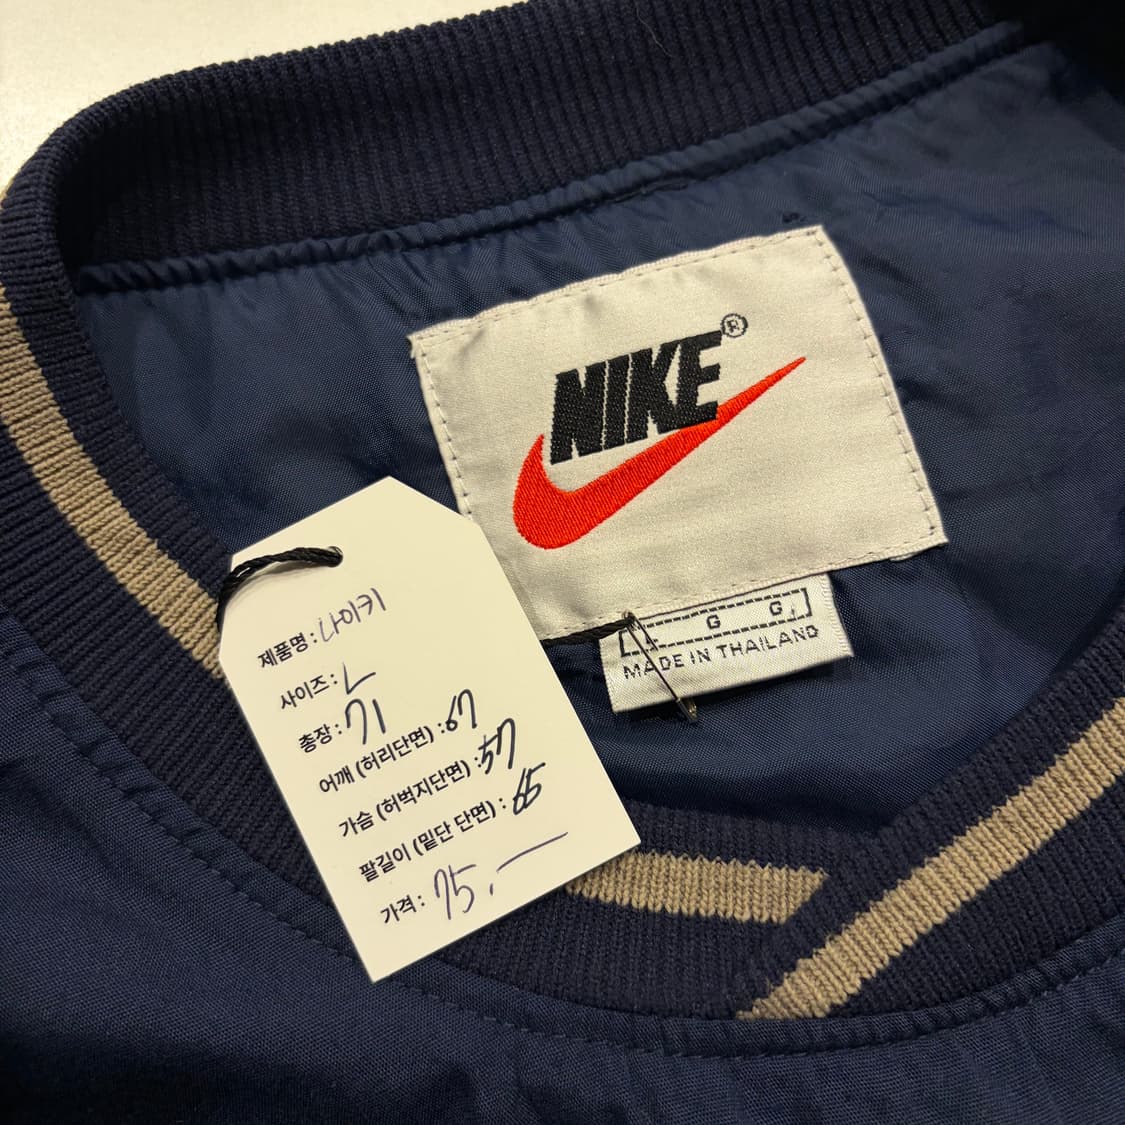 NIKE®
L G G
MADE IN THAILAND
제품명 : 나이키
사이즈 : L
총장 : 71
어깨 (허리단면) : 67
가슴 (허벅지단면) : 57
팔길이 (밑단 단면) : 65
가격 : 75.-